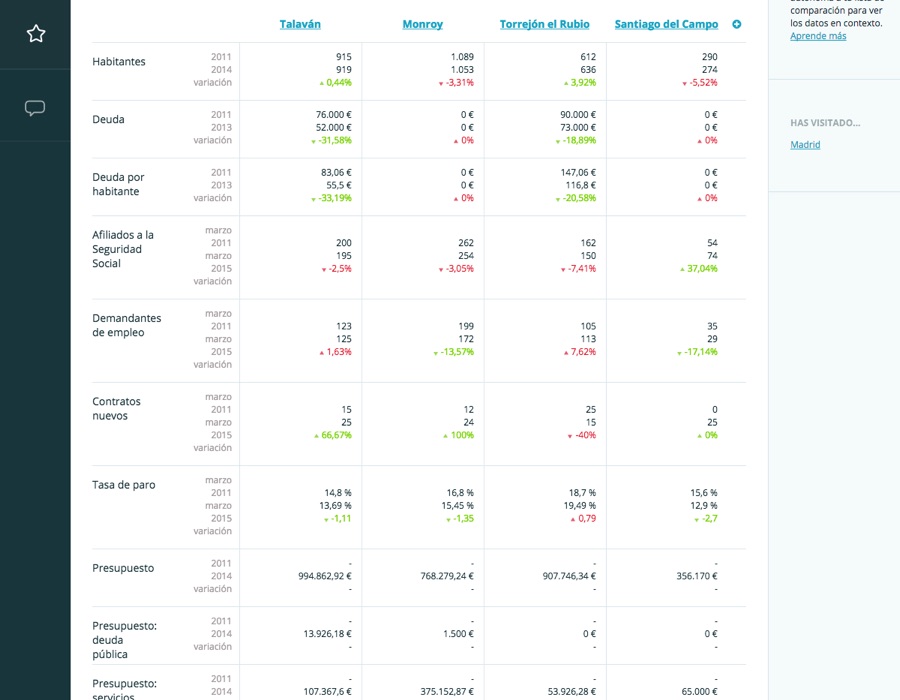 autonomía a la lista de
comparación para ver
los datos en contexto.
Aprende más
HAS VISITADO...
Madrid
Talaván Monroy Torrejón el Rubio Santiago del Campo
Habitantes
2011 915 1.089 612 290
2014 919 1.053 636 274
variación 0,44% -3,31% 3,92% -5,52%
Deuda
2011 76.000 € 0 € 90.000 € 0 €
2013 52.000 € 0 € 73.000 € 0 €
variación -31,58% 0% -18,89% 0%
Deuda por
habitante
2011 83,06 € 0 € 147,06 € 0 €
2013 55,5 € 0 € 116,8 € 0 €
variación -33,19% 0% -20,58% 0%
Afiliados a la
Seguridad
Social
marzo
2011 200 262 162 54
marzo 195 254 150 74
2015 -2,5% -3,05% -7,41% 37,04%
variación
Demandantes
de empleo
marzo
2011 123 199 105 35
marzo 125 172 113 29
2015 1,63% -13,57% 7,62% -17,14%
variación
Contratos
nuevos
marzo
2011 15 12 25 0
marzo 25 24 15 25
2015 66,67% 100% -40% 0%
variación
Tasa de paro
marzo
2011 14,8 % 16,8 % 18,7 % 15,6 %
marzo 13,69 % 15,45 % 19,49 % 12,9 %
2015 -1,11 -1,35 0,79 -2,7
variación
Presupuesto
2011 - - - -
2014 994.862,92 € 768.279,24 € 907.746,34 € 356.170 €
variación - - - -
Presupuesto:
deuda
pública
2011 - - - -
2014 13.926,18 € 1.500 € 0 € 0 €
variación - - - -
Presupuesto:
servicios
2011 - - - -
2014 107.367,6 € 375.152,87 € 53.926,28 € 65.000 €